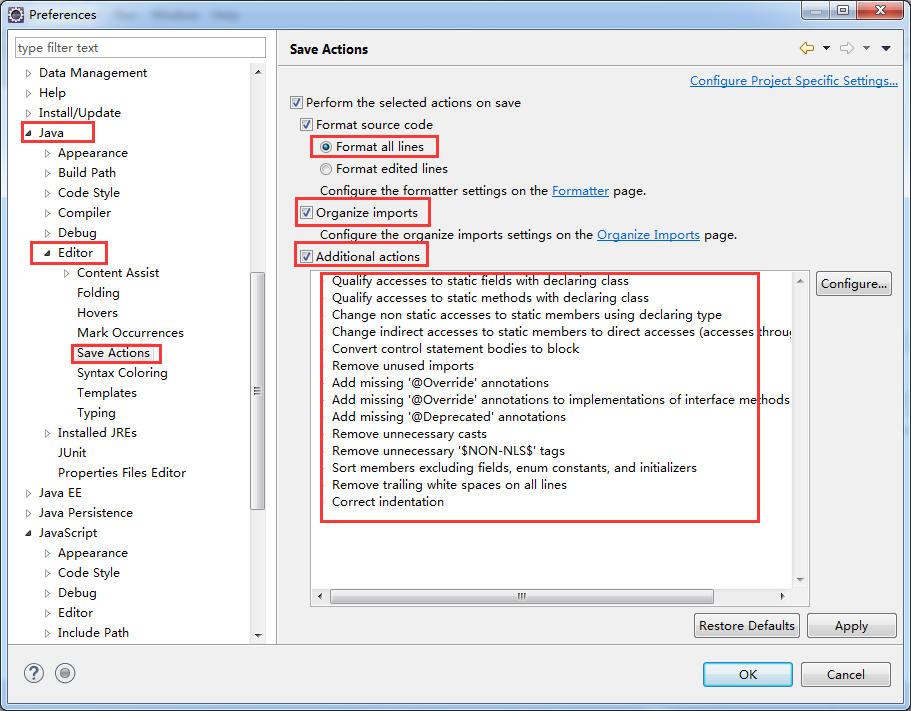 Preferences
type filter text
Data Management
Help
Install/Update
Java
Appearance
Build Path
Code Style
Compiler
Debug
Editor
Content Assist
Folding
Hovers
Mark Occurrences
Save Actions
Syntax Coloring
Templates
Typing
Installed JREs
JUnit
Properties Files Editor
Java EE
Java Persistence
JavaScript
Appearance
Code Style
Debug
Editor
Include Path
Save Actions
Configure Project Specific Settings...
Perform the selected actions on save
Format source code
Format all lines
Format edited lines
Configure the formatter settings on the Formatter page.
Organize imports
Configure the organize imports settings on the Organize Imports page.
Additional actions
Qualify accesses to static fields with declaring class
Qualify accesses to static methods with declaring class
Change non static accesses to static members using declaring type
Change indirect accesses to static members to direct accesses (accesses throu
Convert control statement bodies to block
Remove unused imports
Add missing '@Override' annotations
Add missing '@Override' annotations to implementations of interface methods
Add missing '@Deprecated' annotations
Remove unnecessary casts
Remove unnecessary '$NON-NLS$' tags
Sort members excluding fields, enum constants, and initializers
Remove trailing white spaces on all lines
Correct indentation
Configure...
Restore Defaults
Apply
OK
Cancel